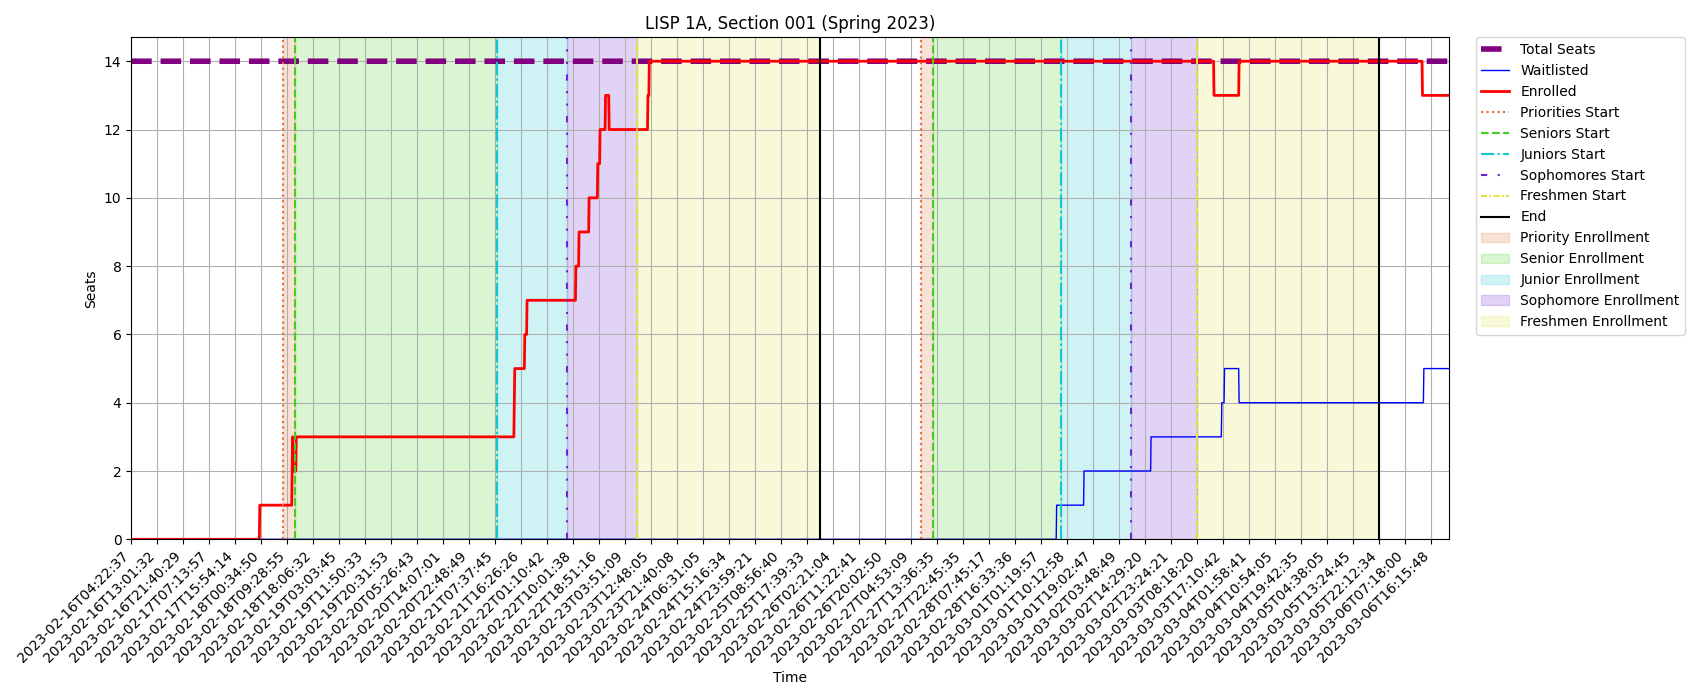 LISP 1A, Section 001 (Spring 2023)
Seats
14
12
10
8
6
4
2
0
2023-02-16T04:22:37
2023-02-16T13:01:32
2023-02-16T21:40:29
2023-02-17T07:13:57
2023-02-17T15:54:14
2023-02-18T00:34:50
2023-02-18T09:28:55
2023-02-18T18:06:32
2023-02-19T03:03:45
2023-02-19T11:50:33
2023-02-19T20:31:53
2023-02-20T05:26:43
2023-02-20T14:07:01
2023-02-20T22:48:49
2023-02-21T07:37:45
2023-02-21T16:26:26
2023-02-22T01:10:42
2023-02-22T10:01:38
2023-02-22T18:51:16
2023-02-23T03:51:09
2023-02-23T12:48:05
2023-02-23T21:40:08
2023-02-24T06:31:05
2023-02-24T15:16:34
2023-02-24T23:59:21
2023-02-25T08:56:40
2023-02-25T17:39:33
2023-02-26T02:21:04
2023-02-26T11:22:41
2023-02-26T20:02:50
2023-02-27T04:53:09
2023-02-27T13:36:35
2023-02-27T22:45:35
2023-02-28T07:45:17
2023-02-28T16:33:36
2023-03-01T01:19:57
2023-03-01T10:12:58
2023-03-01T19:02:47
2023-03-02T03:48:49
2023-03-02T14:29:20
2023-03-02T23:24:21
2023-03-03T08:18:20
2023-03-03T17:10:42
2023-03-04T01:58:41
2023-03-04T10:54:05
2023-03-04T19:42:35
2023-03-05T04:38:05
2023-03-05T13:24:45
2023-03-05T22:12:34
2023-03-06T07:18:00
2023-03-06T16:15:48
Time
Total Seats
Waitlisted
Enrolled
Priorities Start
Seniors Start
Juniors Start
Sophomores Start
Freshmen Start
End
Priority Enrollment
Senior Enrollment
Junior Enrollment
Sophomore Enrollment
Freshmen Enrollment